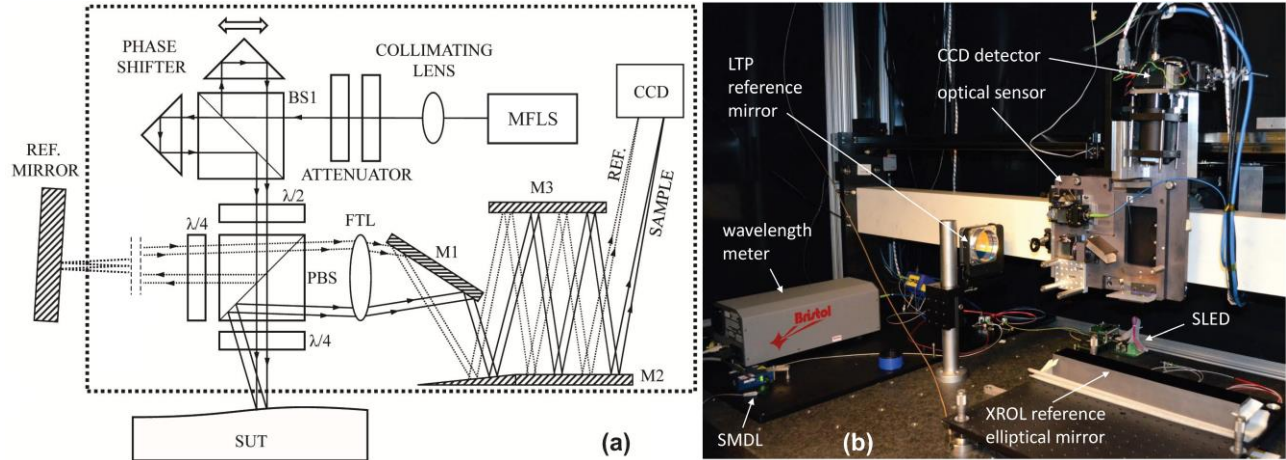 PHASE
SHIFTER
COLLIMATING
LENS
BS1
MFLS
CCD
ATTENUATOR
REF.
MIRROR
λ/2
λ/4
FTL
M1
M3
REF.
SAMPLE
PBS
λ/4
M2
SUT
(a)
LTP
reference
mirror
CCD detector
optical sensor
wavelength
meter
Bristol
SLED
SMDL
XROL reference
elliptical mirror
(b)